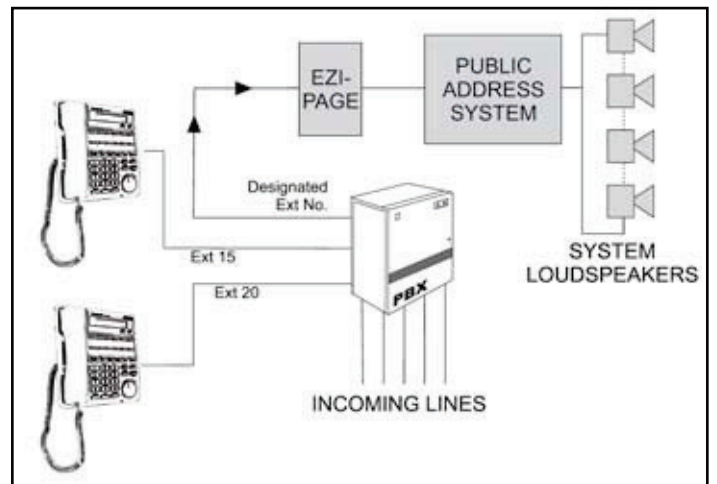 EZI-
PAGE
PUBLIC
ADDRESS
SYSTEM
Designated
Ext No.
Ext 15
Ext 20
PBX
SYSTEM
LOUDSPEAKERS
INCOMING LINES